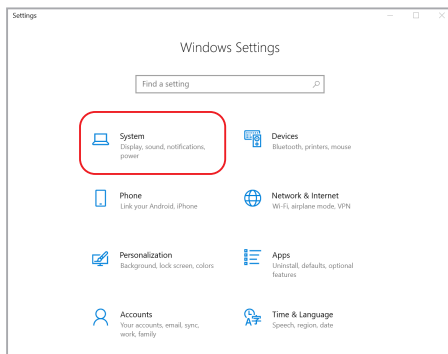 Settings
Windows Settings
Find a setting
System
Display, sound, notifications,
power
Devices
Bluetooth, printers, mouse
Phone
Link your Android, iPhone
Network & Internet
Wi-Fi, airplane mode, VPN
Personalization
Background, lock screen, colors
Apps
Uninstall, defaults, optional
features
Accounts
Your accounts, email, sync,
work, family
Time & Language
Speech, region, date